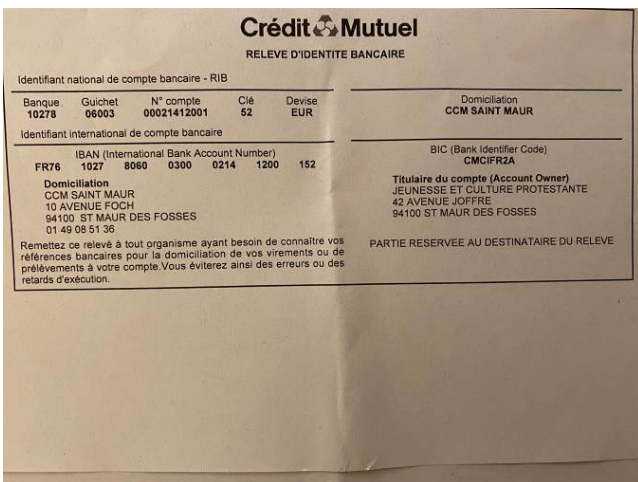 Crédit Mutuel
RELEVE D'IDENTITE BANCAIRE
Identifiant national de compte bancaire - RIB
Banque Guichet N° compte Clé Devise
10278 06003 00021412001 52 EUR
Domiciliation
CCM SAINT MAUR
Identifiant international de compte bancaire
IBAN (International Bank Account Number)
FR76 1027 8060 0300 0214 1200 152
BIC (Bank Identifier Code)
CMCIFR2A
Domiciliation
CCM SAINT MAUR
10 AVENUE FOCH
94100 ST MAUR DES FOSSES
01 49 08 51 36
Titulaire du compte (Account Owner)
JEUNESSE ET CULTURE PROTESTANTE
42 AVENUE JOFFRE
94100 ST MAUR DES FOSSES
Remettez ce relevé à tout organisme ayant besoin de connaître vos
références bancaires pour la domiciliation de vos virements ou de
prélèvements à votre compte.Vous éviterez ainsi des erreurs ou des
retards d'exécution.
PARTIE RESERVEE AU DESTINATAIRE DU RELEVE